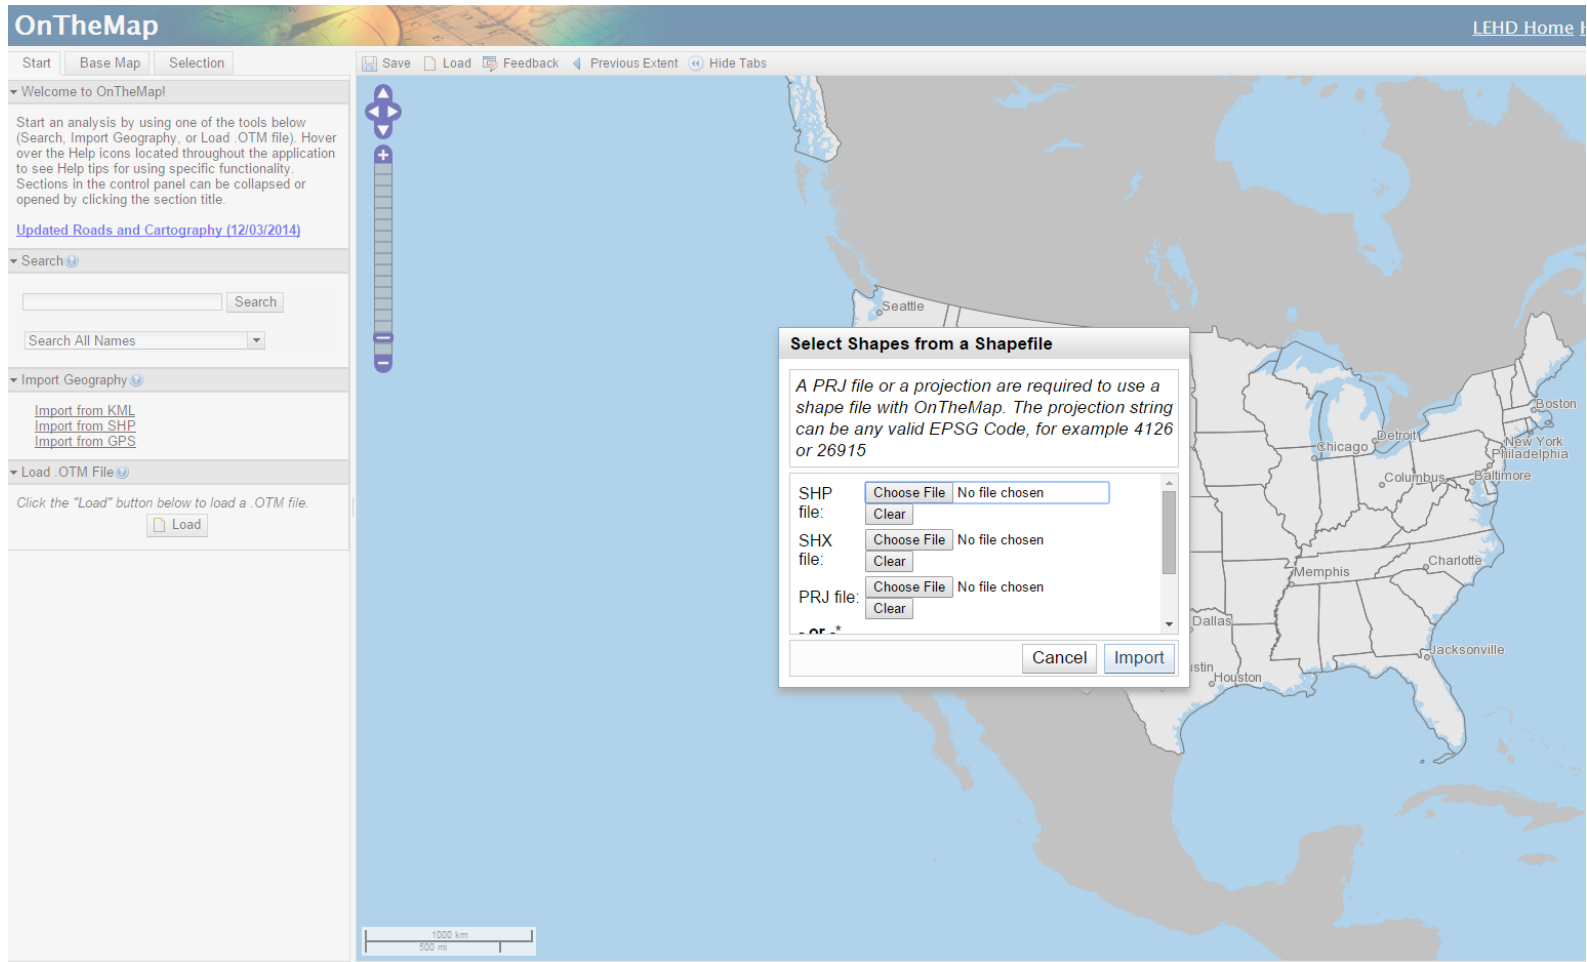 OnTheMap
LEHD Home
Start
Base Map
Selection
Save
Load
Feedback
Previous Extent
Hide Tabs
Welcome to OnTheMap!
Start an analysis by using one of the tools below
(Search, Import Geography, or Load .OTM file). Hover
over the Help icons located throughout the application
to see Help tips for using specific functionality.
Sections in the control panel can be collapsed or
opened by clicking the section title.
Updated Roads and Cartography (12/03/2014)
Search
Search
Search All Names
Import Geography
Import from KML
Import from SHP
Import from GPS
Load .OTM File
Click the "Load" button below to load a .OTM file.
Load
Seattle
Select Shapes from a Shapefile
A PRJ file or a projection are required to use a
shape file with OnTheMap. The projection string
can be any valid EPSG Code, for example 4126
or 26915
SHP
file:
Choose File No file chosen
Clear
SHX
file:
Choose File No file chosen
Clear
PRJ file:
Choose File No file chosen
Clear
- or -*
Cancel
Import
Boston
Detroit
Chicago
New York
Philadelphia
Columbus
Baltimore
Charlotte
Memphis
Dallas
Jacksonville
stin
Houston
1000 km
500 mi